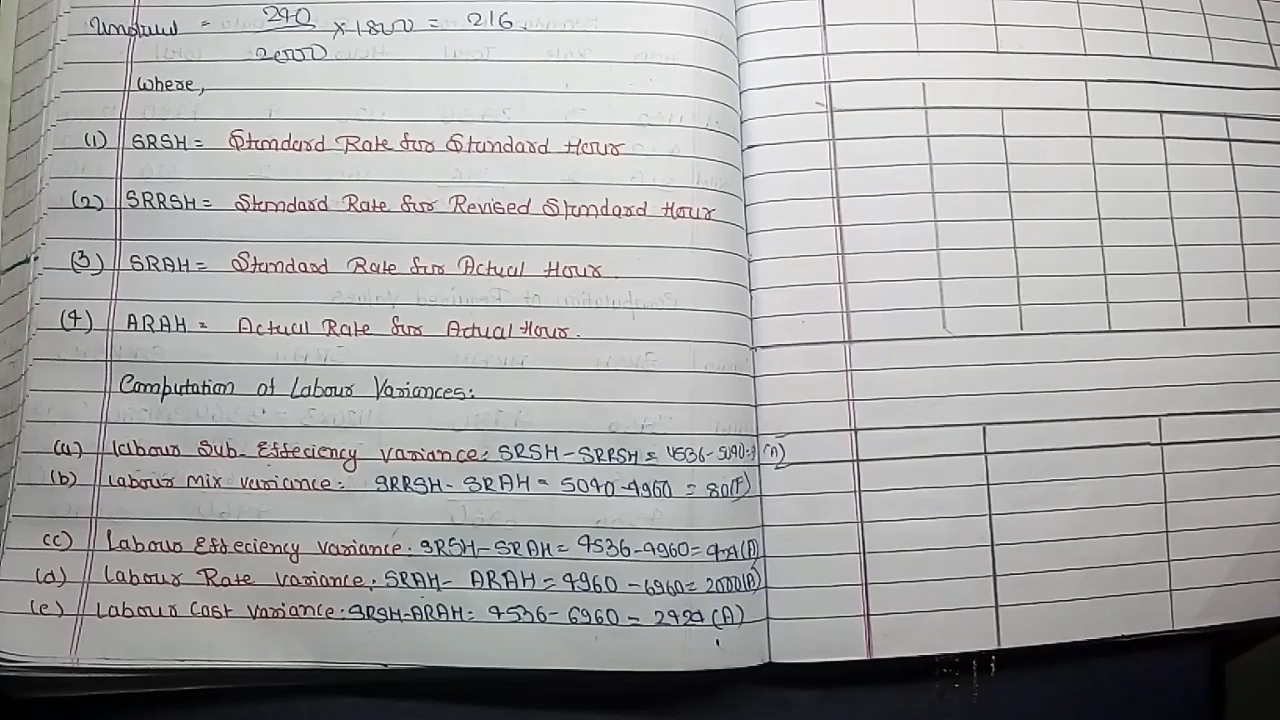 = 240 × 1800 = 216
2000
Where,
(1) SRSH = Standard Rate for Standard Hour
(2) SRRSH = Standard Rate for Revised Standard Hour
(3) SRAH = Standard Rate for Actual Hour.
(4) ARAH = Actual Rate for Actual Hour.
Computation of Labour Variances:
(a) Labour Sub-Effeciency Variance: SRSH - SRRSH = 4536 - 5040 = (A)
(b) Labour mix variance: SRRSH - SRAH = 5040 - 4960 = 80(F)
(c) Labour Effeciency variance: SRSH - SRAH = 4536 - 4960 = 424(A)
(d) Labour Rate variance: SRAH - ARAH = 4960 - 6960 = 2000(A)
(e) Labour Cost Variance: SRSH - ARAH = 4536 - 6960 = 2424 (A)